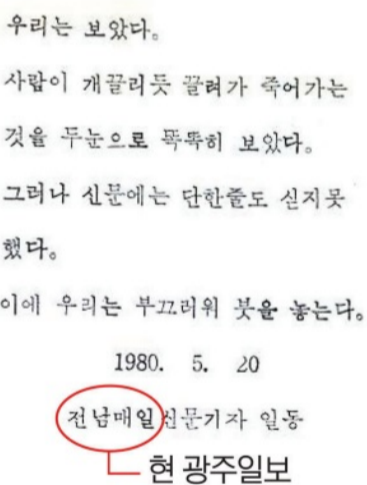 우리는 보았다.
사람이 개끌리듯 끌려가 죽어가는
것을 두눈으로 똑똑히 보았다.
그러나 신문에는 단한줄도 싣지못
했다.
이에 우리는 부끄러워 붓을 놓는다.
1980. 5. 20
전남매일신문기자 일동
현 광주일보